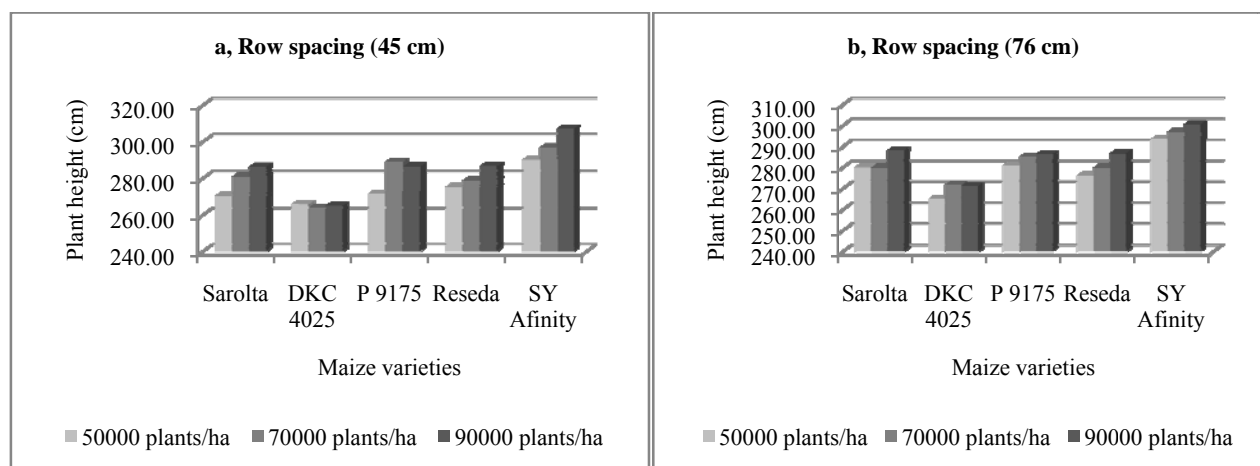 a, Row spacing (45 cm)
Plant height (cm)
320.00
300.00
280.00
260.00
240.00
Sarolta
DKC 4025
P 9175
Reseda
SY Afinity
Maize varieties
50000 plants/ha
70000 plants/ha
90000 plants/ha
b, Row spacing (76 cm)
Plant height (cm)
310.00
300.00
290.00
280.00
270.00
260.00
250.00
240.00
Sarolta
DKC 4025
P 9175
Reseda
SY Afinity
Maize varieties
50000 plants/ha
70000 plants/ha
90000 plants/ha